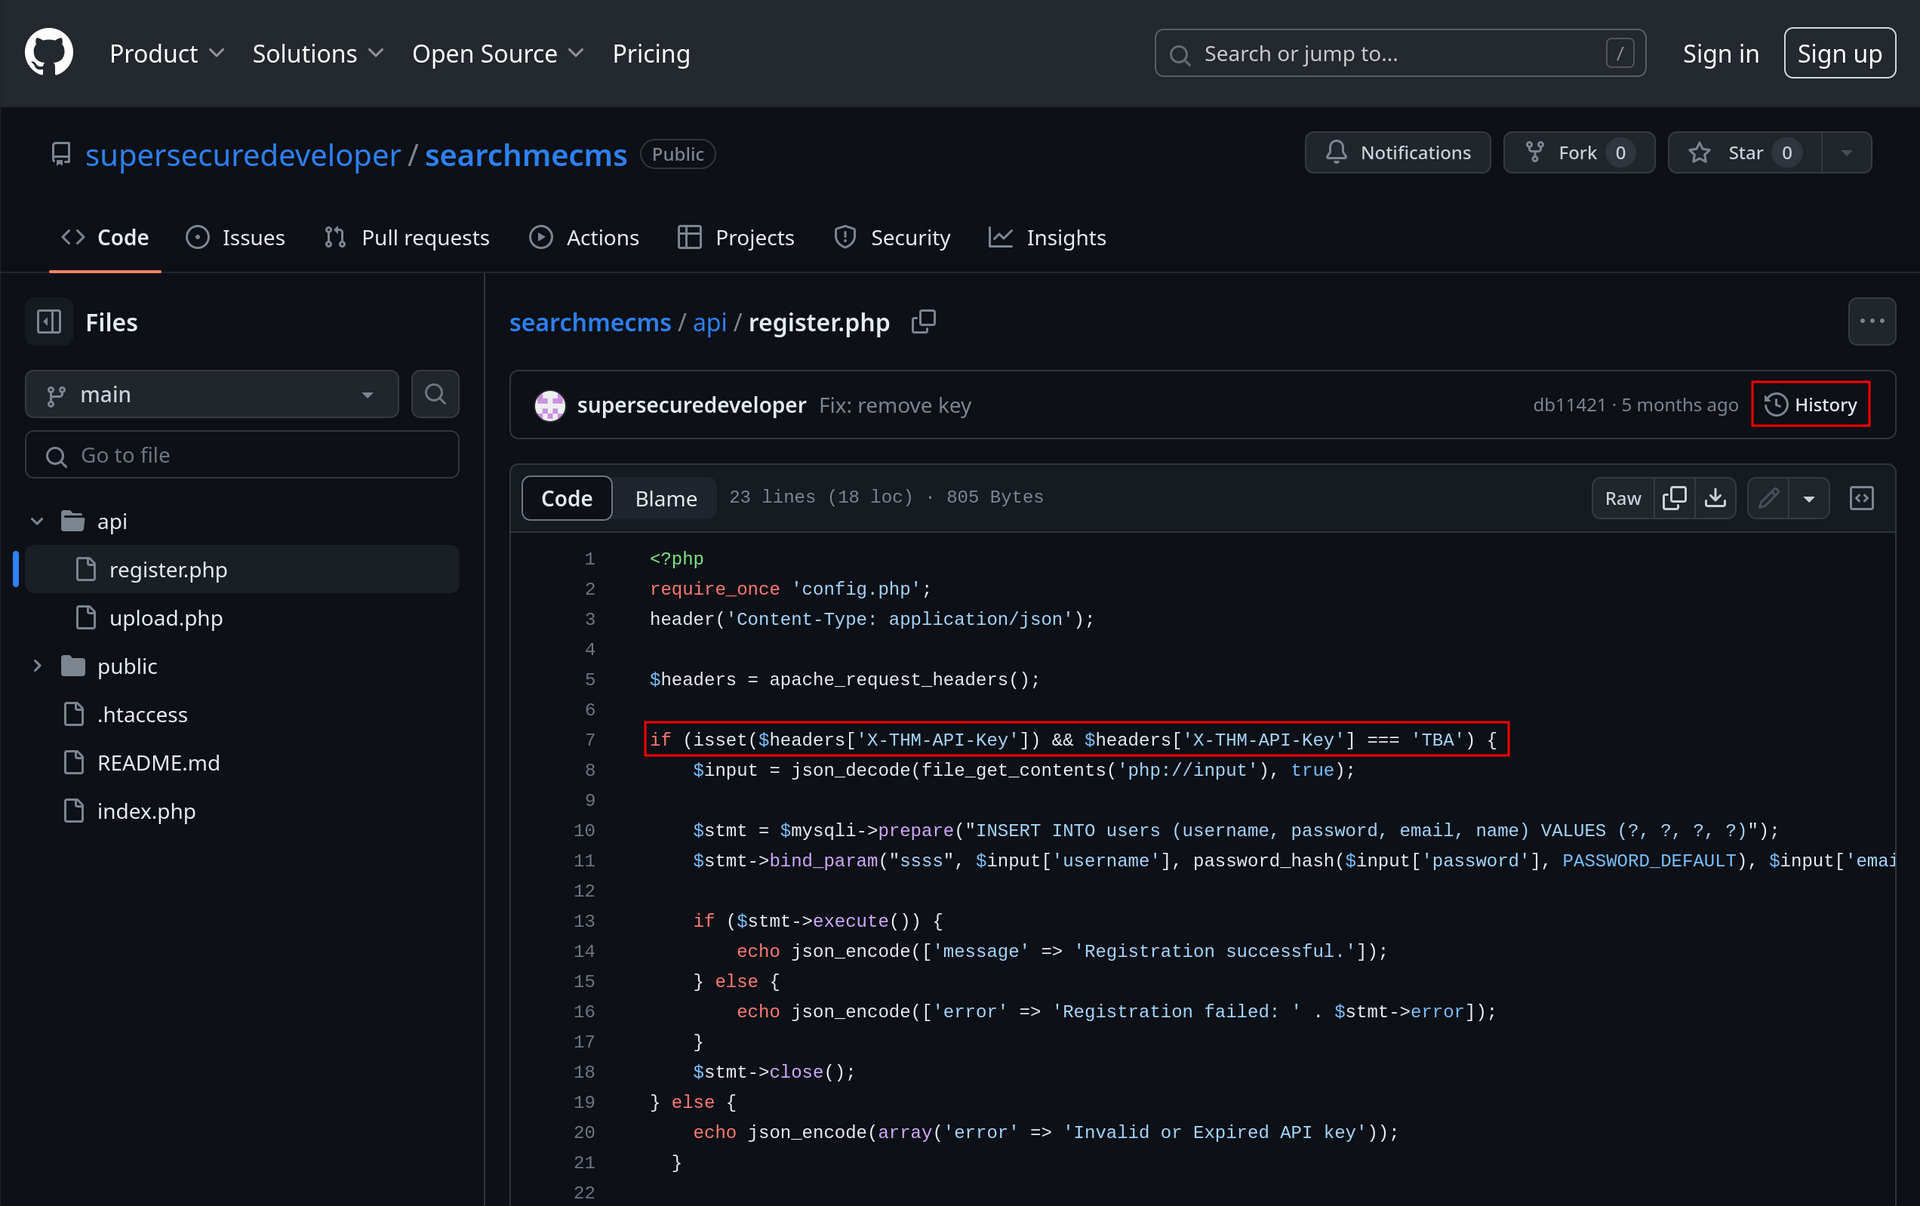 Product Solutions Open Source Pricing Search or jump to... / Sign in Sign up
supersecuredeveloper / searchmecms Public Notifications Fork 0 Star 0
Code Issues Pull requests Actions Projects Security Insights
Files
searchmecms / api / register.php
main
supersecuredeveloper Fix: remove key db11421 · 5 months ago History
Go to file
Code Blame 23 lines (18 loc) · 805 Bytes Raw
api
register.php
upload.php
public
.htaccess
README.md
index.php
1 <?php
2 require_once 'config.php';
3 header('Content-Type: application/json');
4
5 $headers = apache_request_headers();
6
7 if (isset($headers['X-THM-API-Key']) && $headers['X-THM-API-Key'] === 'TBA') {
8 $input = json_decode(file_get_contents('php://input'), true);
9
10 $stmt = $mysqli->prepare("INSERT INTO users (username, password, email, name) VALUES (?, ?, ?, ?)");
11 $stmt->bind_param("ssss", $input['username'], password_hash($input['password'], PASSWORD_DEFAULT), $input['emai
12
13 if ($stmt->execute()) {
14 echo json_encode(['message' => 'Registration successful.']);
15 } else {
16 echo json_encode(['error' => 'Registration failed: ' . $stmt->error]);
17 }
18 $stmt->close();
19 } else {
20 echo json_encode(array('error' => 'Invalid or Expired API key'));
21 }
22